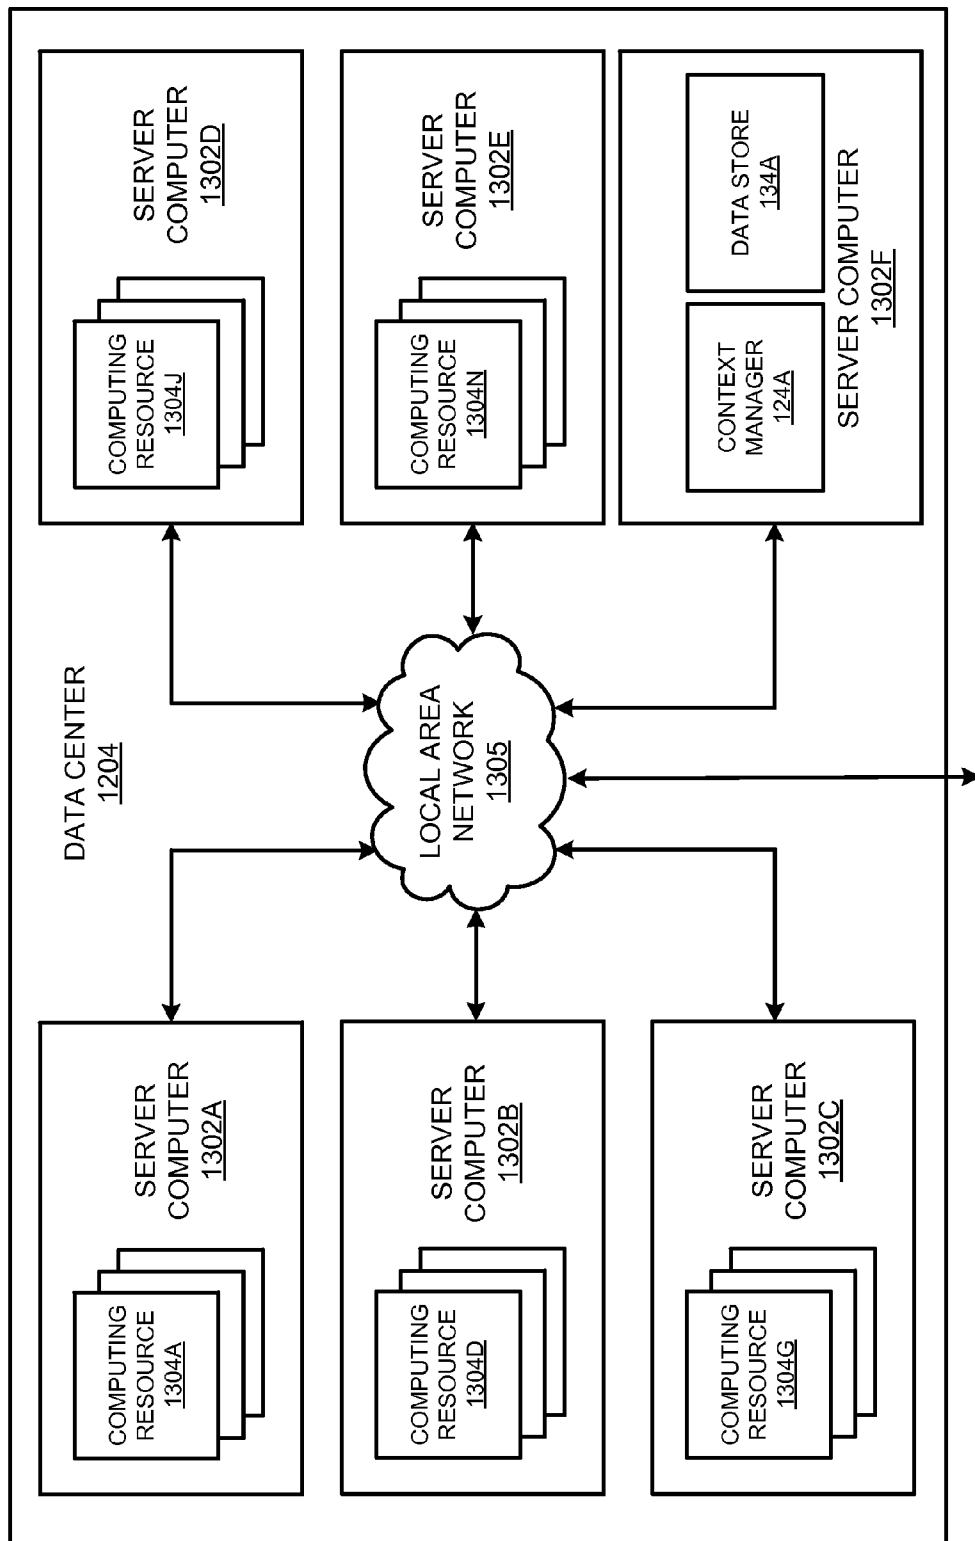 DATA CENTER
1204
SERVER
COMPUTER
1302A
COMPUTING
RESOURCE
1304A
SERVER
COMPUTER
1302B
COMPUTING
RESOURCE
1304D
SERVER
COMPUTER
1302C
COMPUTING
RESOURCE
1304G
LOCAL AREA
NETWORK
1305
SERVER
COMPUTER
1302D
COMPUTING
RESOURCE
1304J
SERVER
COMPUTER
1302E
COMPUTING
RESOURCE
1304N
CONTEXT
MANAGER
124A
DATA STORE
134A
SERVER COMPUTER
1302F